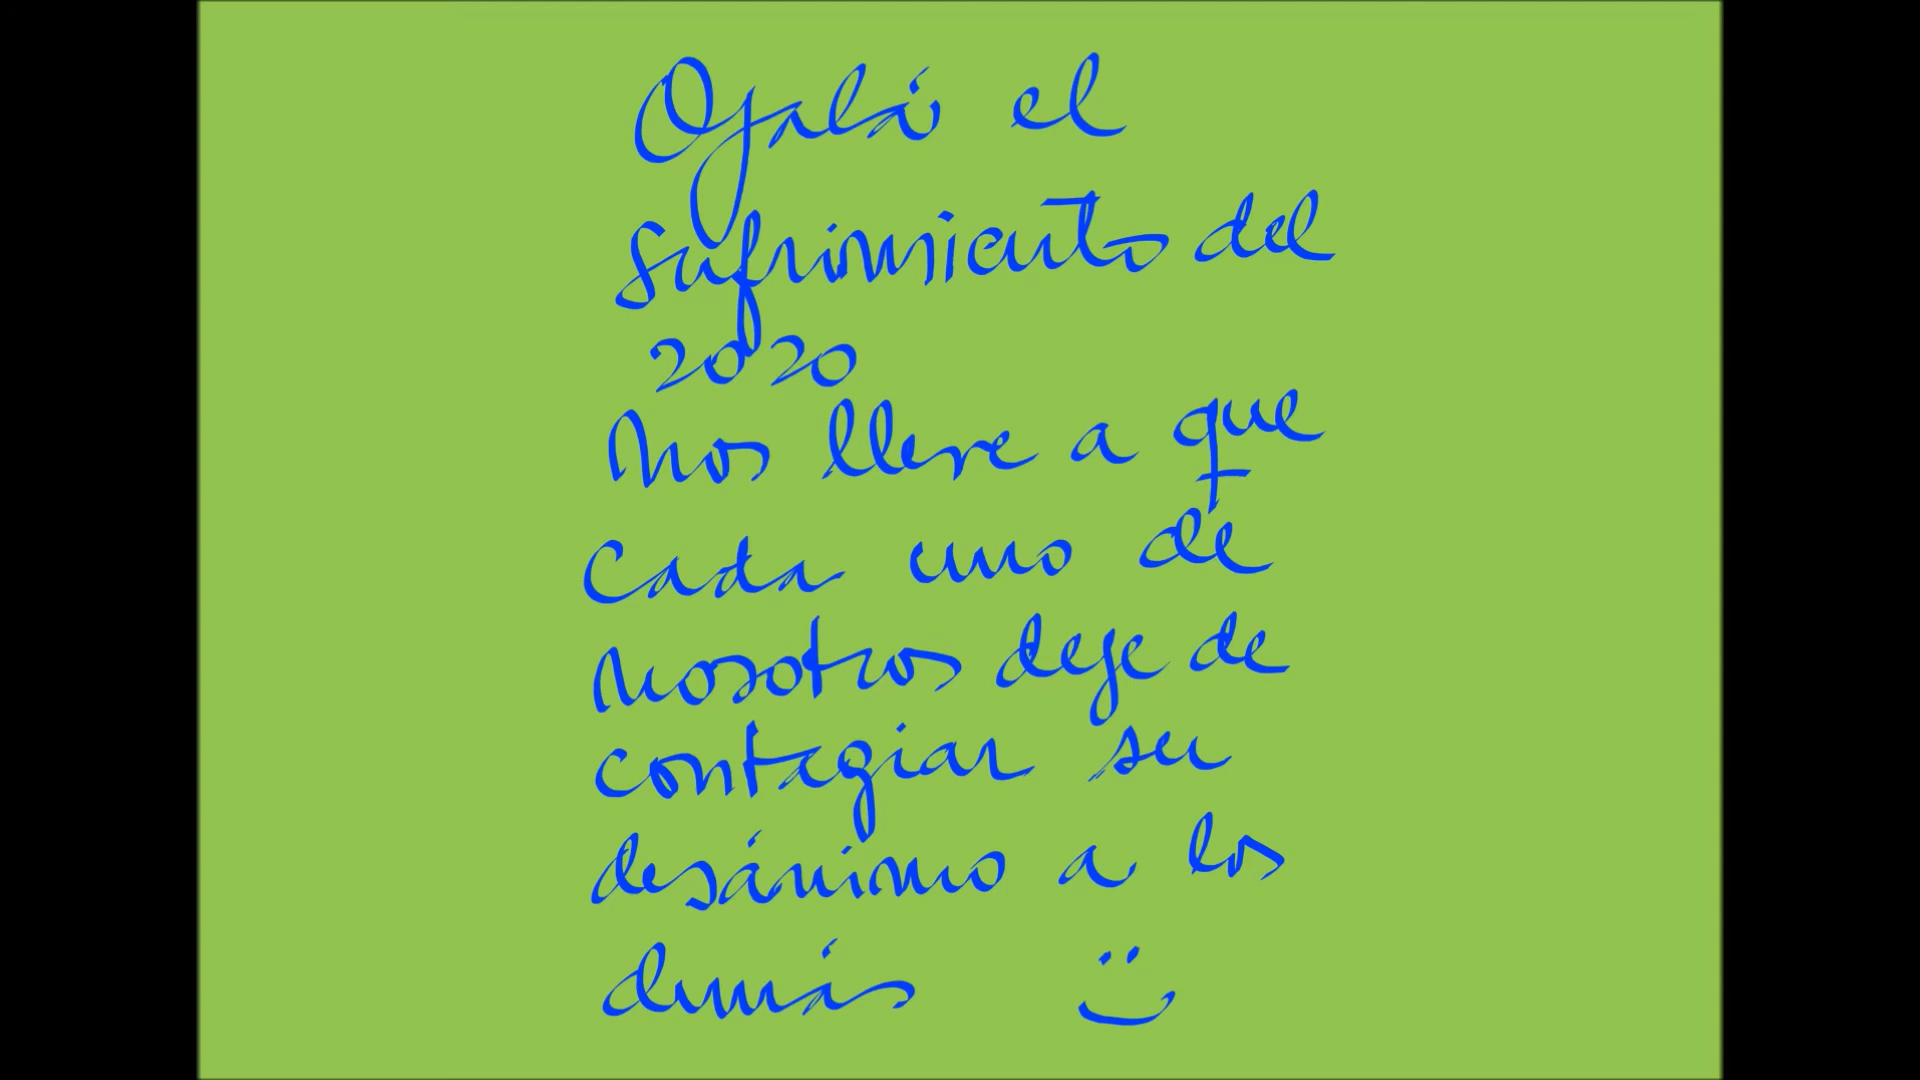 Ojalá el
sufrimiento del
2020
Nos lleve a que
Cada uno de
Nosotros deje de
contagiar su
desánimo a los
demás